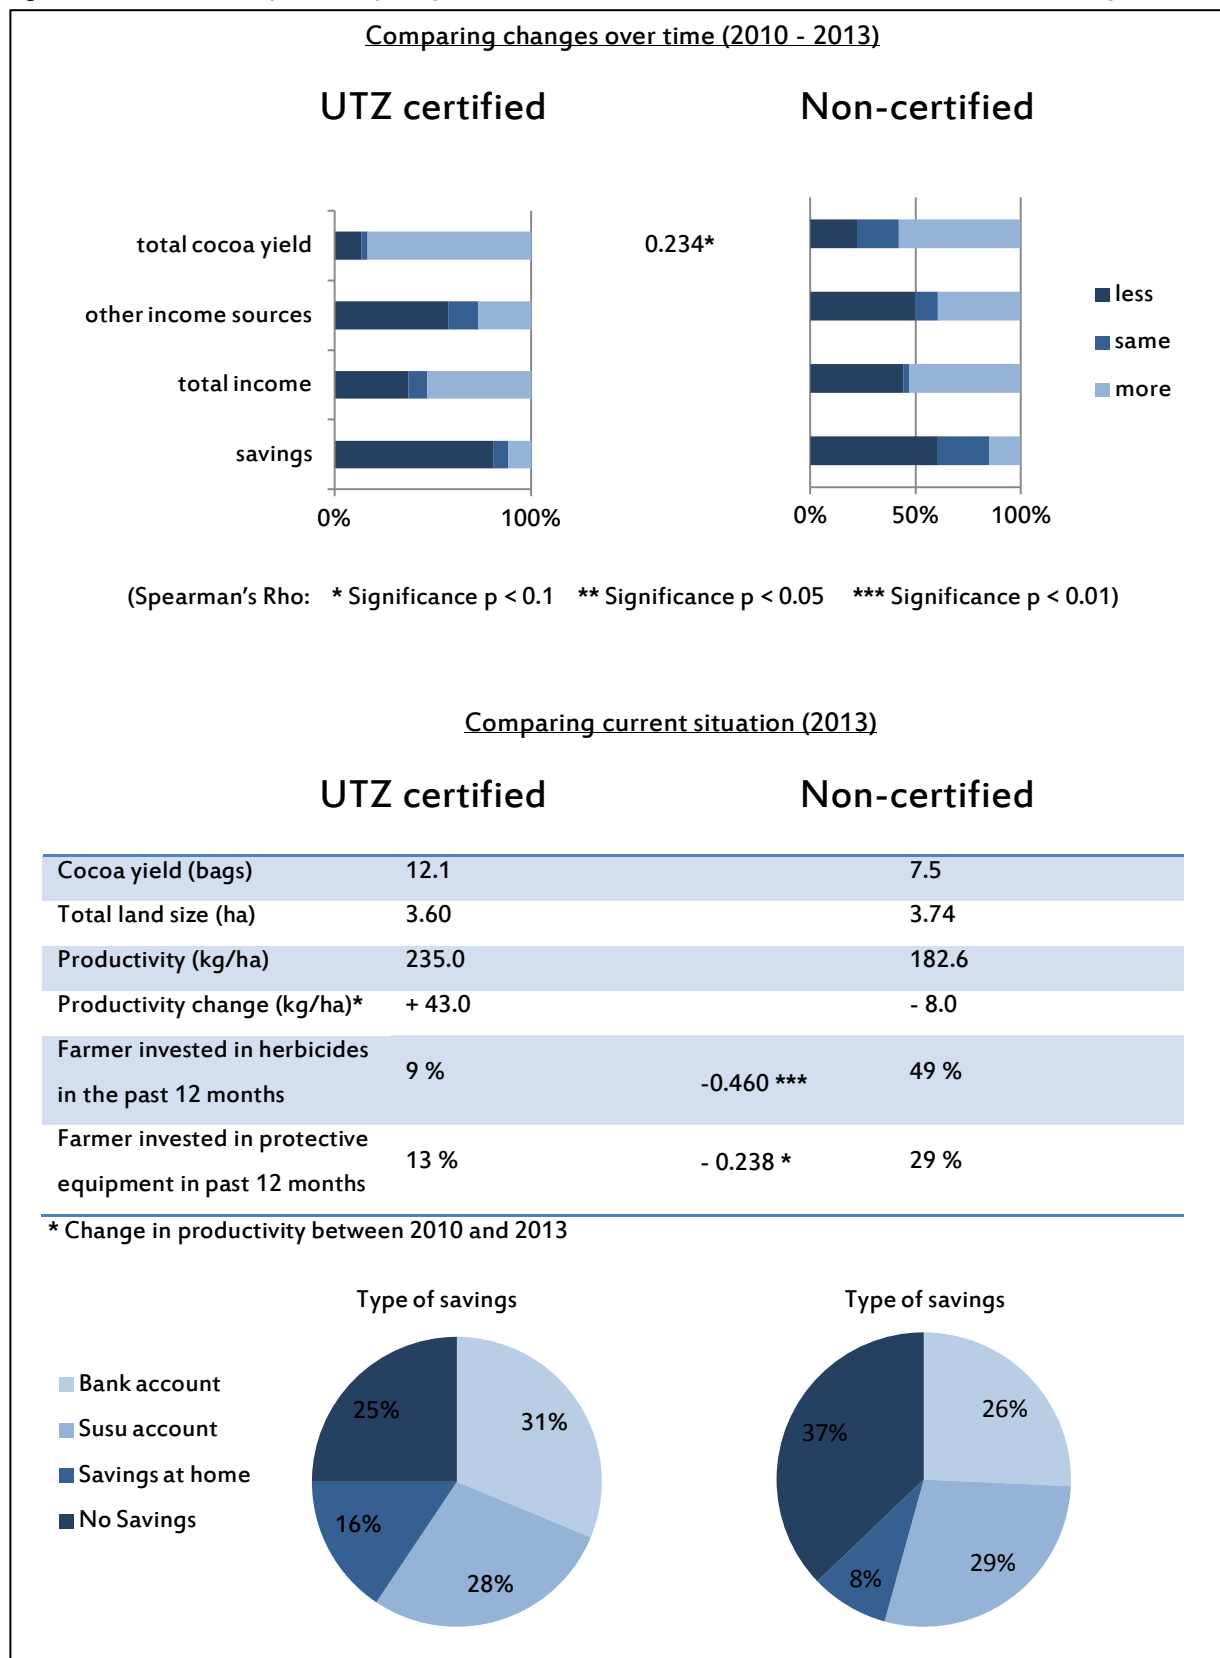 Comparing changes over time (2010 - 2013)
UTZ certified Non-certified
total cocoa yield 0.234*
other income sources
total income
savings
less
same
more
0% 100% 0% 50% 100%
(Spearman's Rho: * Significance p < 0.1 ** Significance p < 0.05 *** Significance p < 0.01)
Comparing current situation (2013)
UTZ certified Non-certified
Cocoa yield (bags) 12.1 7.5
Total land size (ha) 3.60 3.74
Productivity (kg/ha) 235.0 182.6
Productivity change (kg/ha)* + 43.0 - 8.0
Farmer invested in herbicides
in the past 12 months 9 % -0.460 *** 49 %
Farmer invested in protective
equipment in past 12 months 13 % - 0.238 * 29 %
* Change in productivity between 2010 and 2013
Type of savings Type of savings
Bank account
Susu account
Savings at home
No Savings
25% 31% 16% 28%
37% 26% 8% 29%